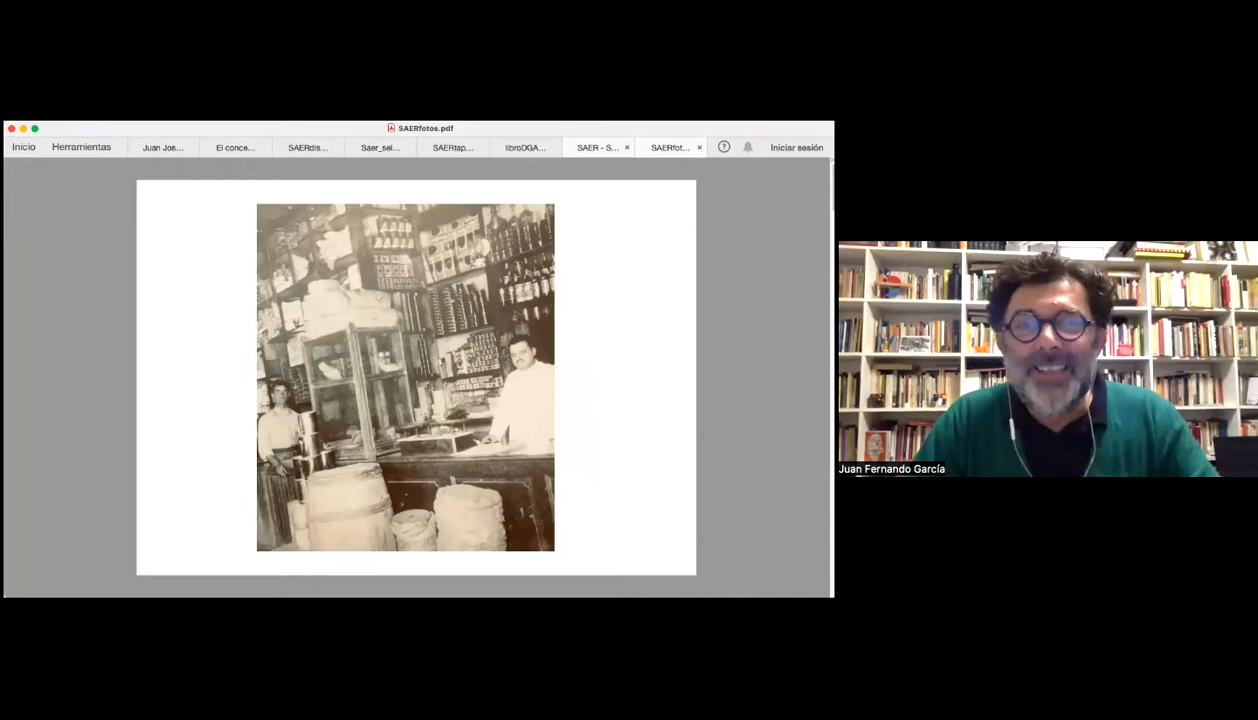 SAERfotos.pdf
Inicio Herramientas Juan Jos... El conce... SAERdis... Saer_sel... SAERtap... libroDGA... SAER - S... × SAERfot... × ? Iniciar sesión
Juan Fernando García